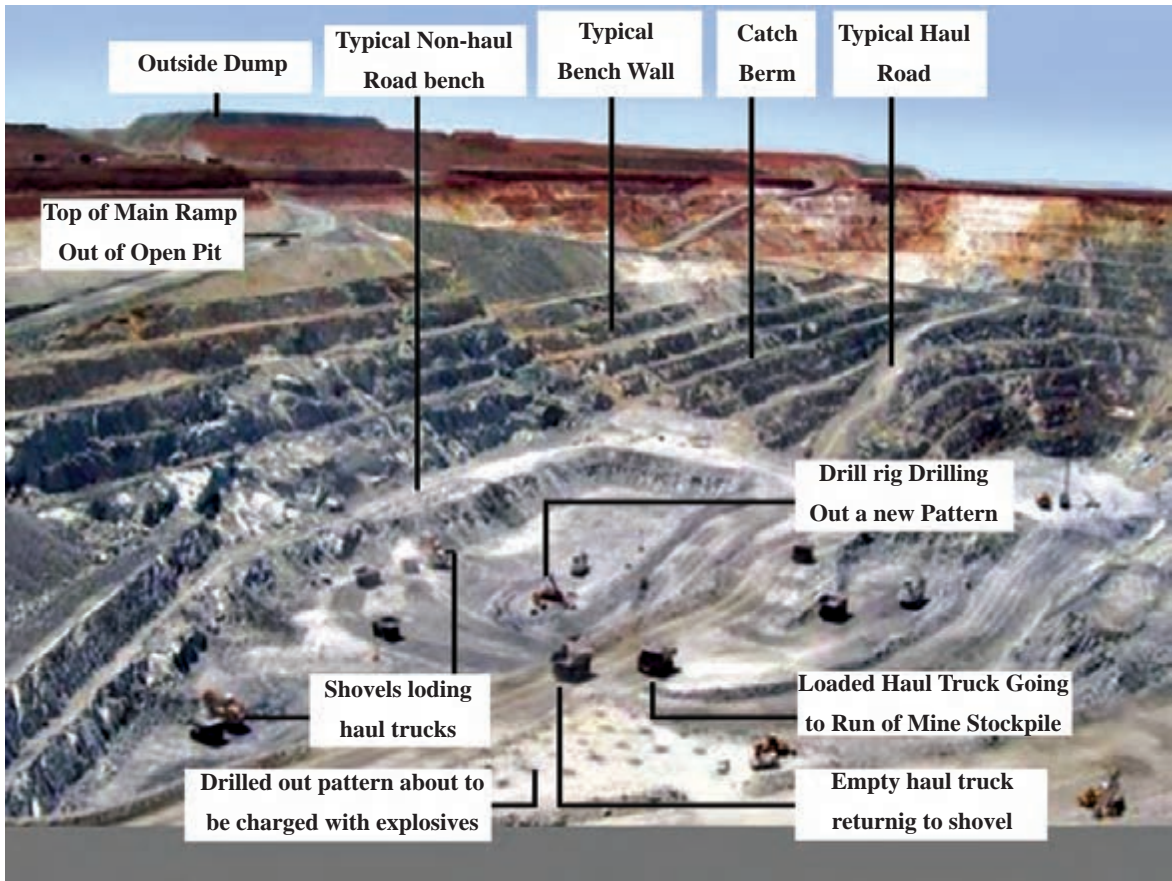 Outside Dump
Typical Non-haul
Road bench
Typical
Bench Wall
Catch
Berm
Typical Haul
Road
Top of Main Ramp
Out of Open Pit
Drill rig Drilling
Out a new Pattern
Shovels loding
haul trucks
Loaded Haul Truck Going
to Run of Mine Stockpile
Drilled out pattern about to
be charged with explosives
Empty haul truck
returnig to shovel